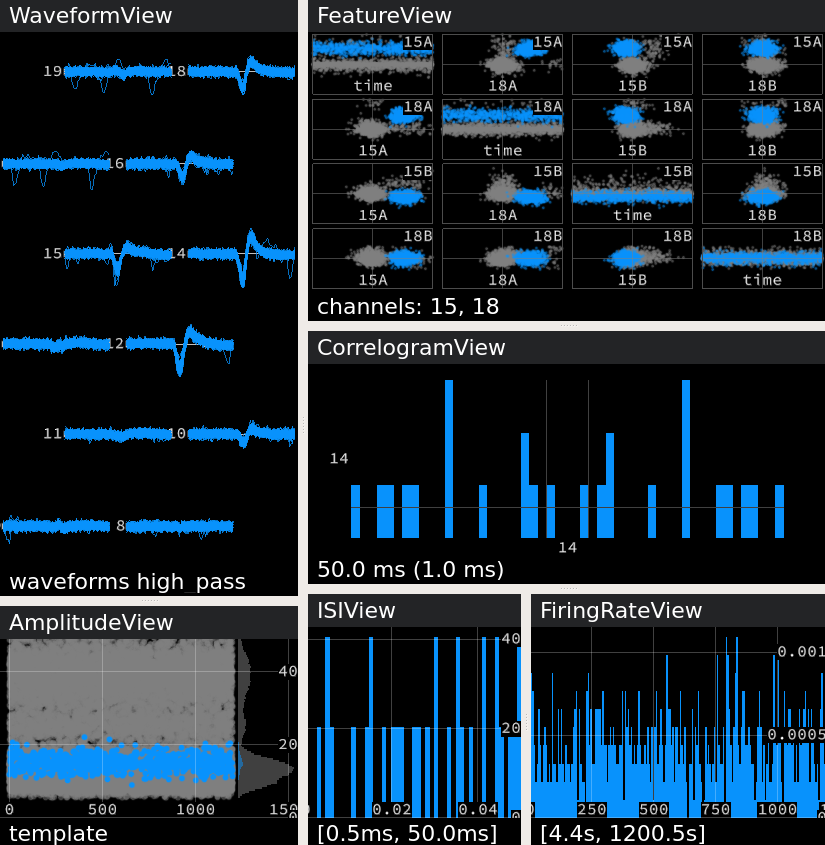 WaveformView
19 18
16
15 14
12
11 10
8
waveforms high_pass
FeatureView
15A 15A 15A 15A
time 18A 15B 18B
18A 18A 18A 18A
15A time 15B 18B
15B 15B 15B 15B
15A 18A time 18B
18B 18B 18B 18B
15A 18A 15B time
channels: 15, 18
CorrelogramView
14
14
50.0 ms (1.0 ms)
AmplitudeView
40
20
0 500 1000
template
ISIView
40
20
0.02 0.04
[0.5ms, 50.0ms]
FiringRateView
0.001
0.0005
250 500 750 1000
[4.4s, 1200.5s]